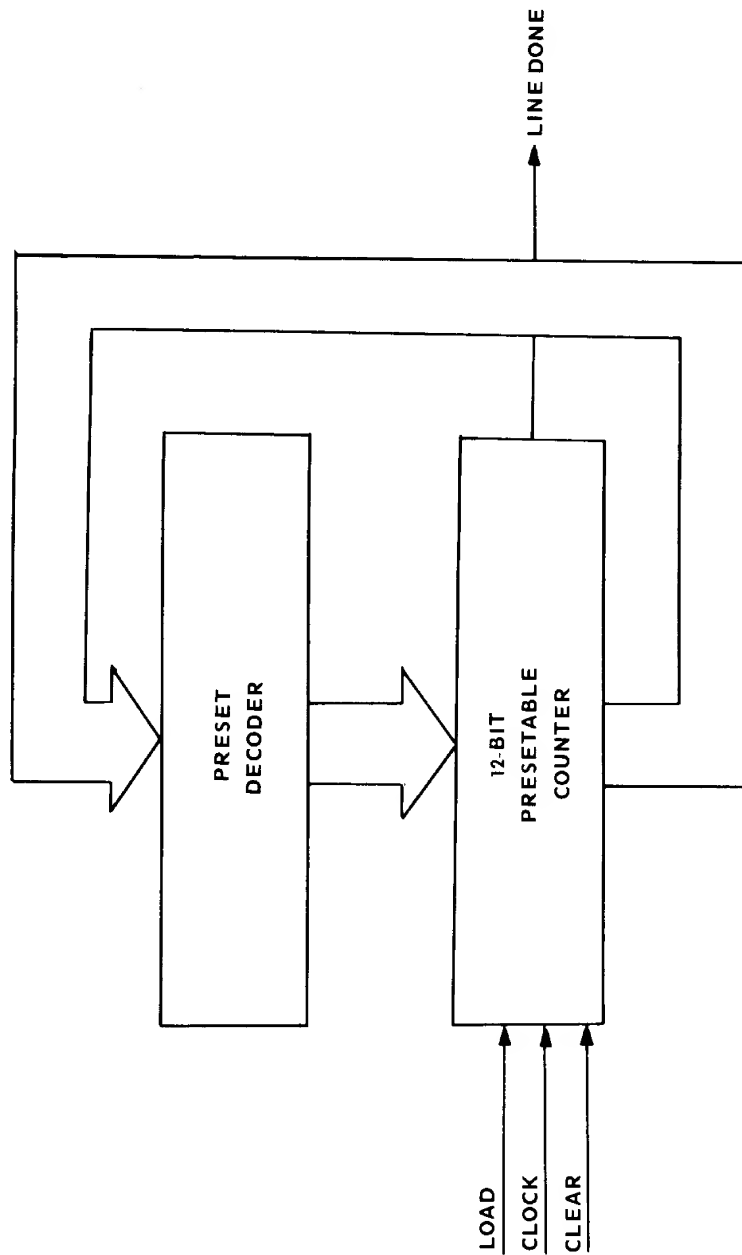 LINE DONE
PRESET
DECODER
12-BIT
PRESETABLE
COUNTER
LOAD
CLOCK
CLEAR